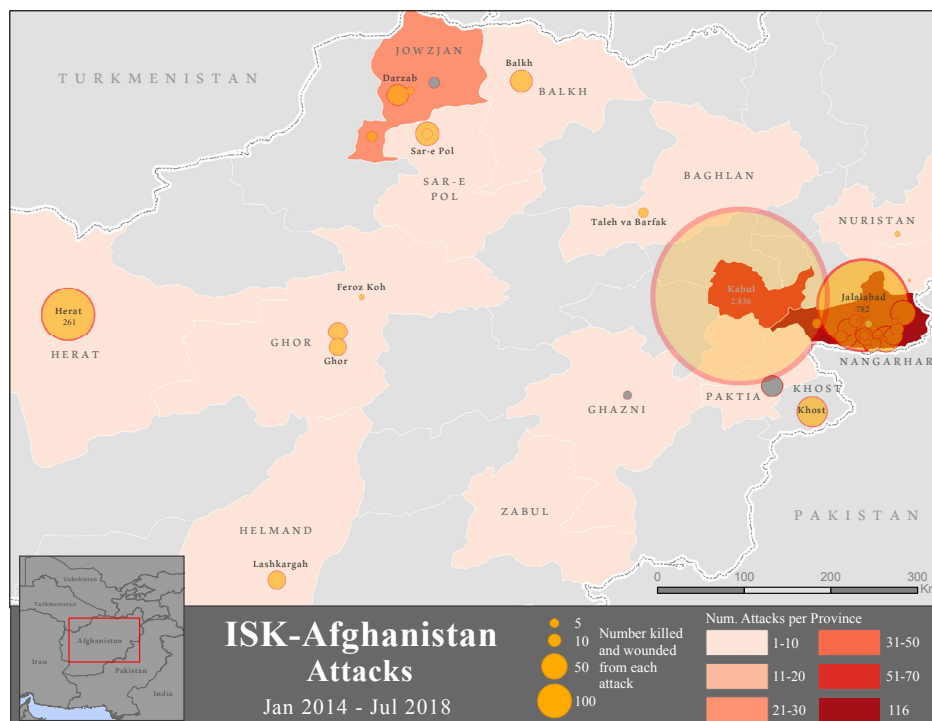 JOWZJAN
TURKMENISTAN
Balkh
Darzab
BALKH
Sar-e Pol
BAGHLAN
SAR-E
POL
NURISTAN
Taleh va Barfak
Feroz Koh
Kabul
2,836
Jalalabad
782
Herat
261
GHOR
HERAT
Ghor
NANGARHAR
KHOST
PAKTIA
GHAZNI
Khost
ZABUL
PAKISTAN
HELMAND
Lashkargah
0 100 200 300
Km
Uzbekistan
Turkmenistan
Afghanistan
Iran
Pakistan
India
ISK-Afghanistan
Attacks
Jan 2014 - Jul 2018
5
10
50
100
Number killed
and wounded
from each
attack
Num. Attacks per Province
1-10
11-20
21-30
31-50
51-70
116